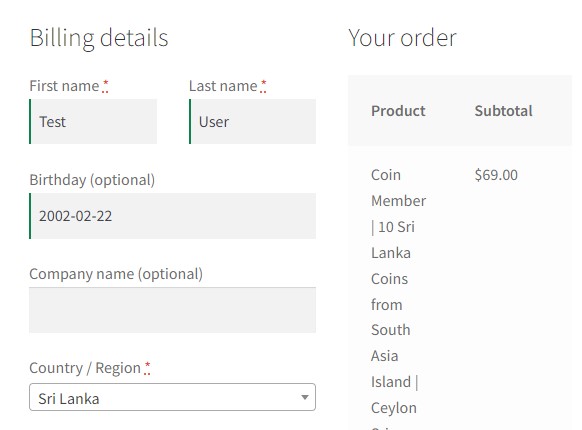 Billing details
First name *
Last name *
Test
User
Birthday (optional)
2002-02-22
Company name (optional)
Country / Region *
Sri Lanka
Your order
Product
Subtotal
Coin
Member
| 10 Sri
Lanka
Coins
from
South
Asia
Island |
Ceylon
$69.00